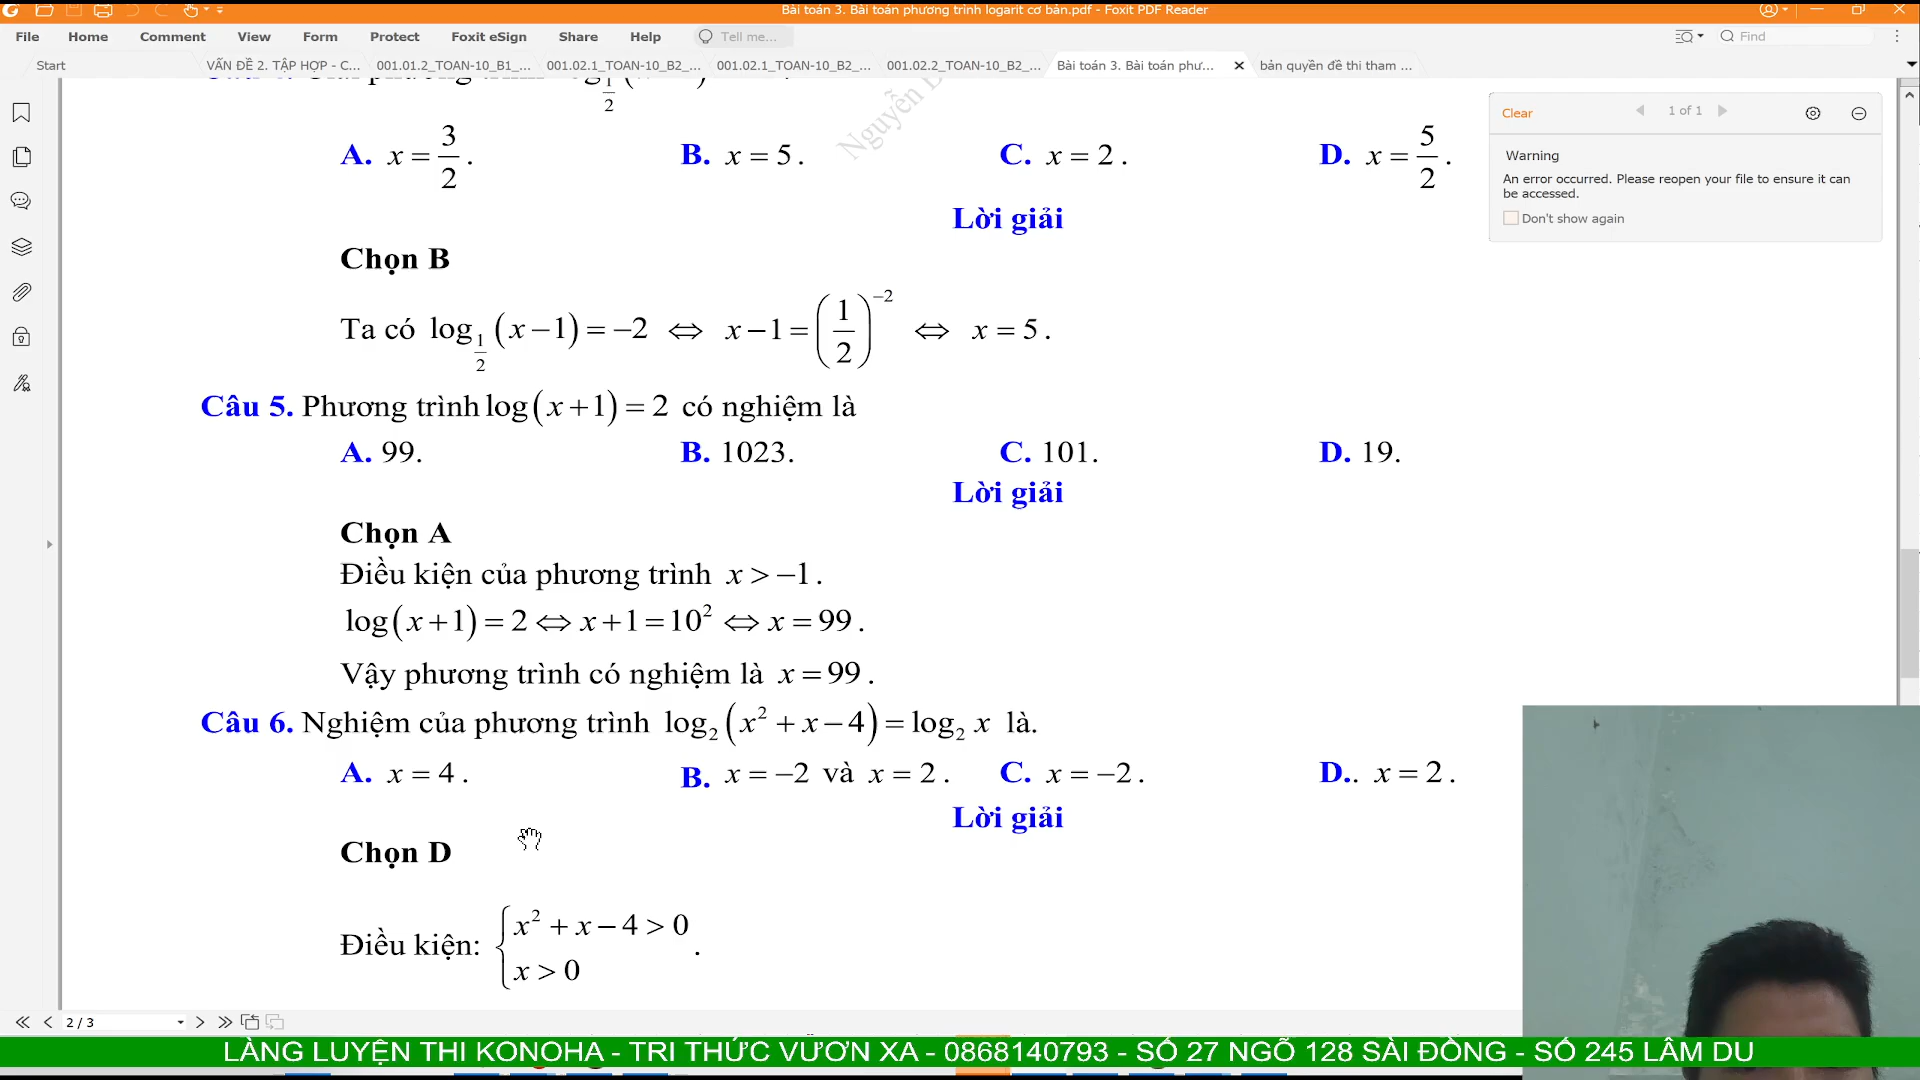 Bài toán 3. Bài toán phương trình logarit cơ bản.pdf - Foxit PDF Reader
File Home Comment View Form Protect Foxit eSign Share Help Tell me... Find
Start VẤN ĐỀ 2. TẬP HỢP - C... 001.01.2_TOAN-10_B1_... 001.02.1_TOAN-10_B2_... 001.02.1_TOAN-10_B2_... 001.02.2_TOAN-10_B2_... Bài toán 3. Bài toán phư... × bản quyền đề thi tham ...
Nguyễn
Clear 1 of 1
Warning
An error occurred. Please reopen your file to ensure it can
be accessed.
Don't show again
A. x = 3/2 . B. x = 5 . C. x = 2 . D. x = 5/2 .
Lời giải
Chọn B
Ta có log_{1/2} (x−1) = −2 ⇔ x−1 = (1/2)^{−2} ⇔ x = 5 .
Câu 5. Phương trình log(x+1) = 2 có nghiệm là
A. 99. B. 1023. C. 101. D. 19.
Lời giải
Chọn A
Điều kiện của phương trình x > −1 .
log(x+1) = 2 ⇔ x+1 = 10² ⇔ x = 99 .
Vậy phương trình có nghiệm là x = 99 .
Câu 6. Nghiệm của phương trình log₂ (x² + x − 4) = log₂ x là.
A. x = 4 . B. x = −2 và x = 2 . C. x = −2 . D.. x = 2 .
Lời giải
Chọn D
Điều kiện: { x² + x − 4 > 0
x > 0 .
2 / 3
LÀNG LUYỆN THI KONOHA - TRI THỨC VƯƠN XA - 0868140793 - SỐ 27 NGÕ 128 SÀI ĐỒNG - SỐ 245 LÂM DU